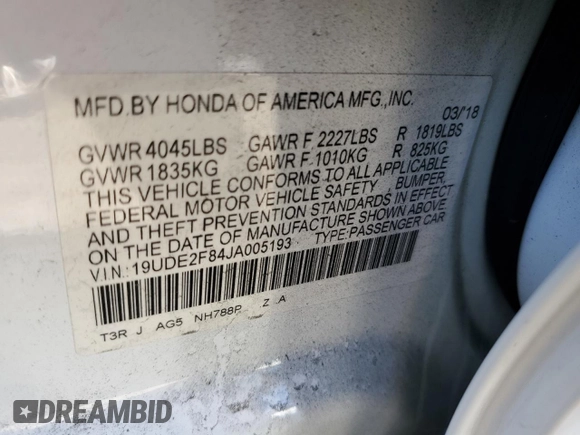 MFD.BY HONDA OF AMERICA MFG.,INC. 03/'18
GVWR 4045LBS GAWR F 2227LBS R 1819LBS
GVWR 1835KG GAWR F 1010KG R 825KG
THIS VEHICLE CONFORMS TO ALL APPLICABLE
FEDERAL MOTOR VEHICLE SAFETY, BUMPER,
AND THEFT PREVENTION STANDARDS IN EFFECT
ON THE DATE OF MANUFACTURE SHOWN ABOVE
VIN: 19UDE2F84JA005193 TYPE:PASSENGER CAR
T3R J AG5 NH788P Z A
DREAMBID